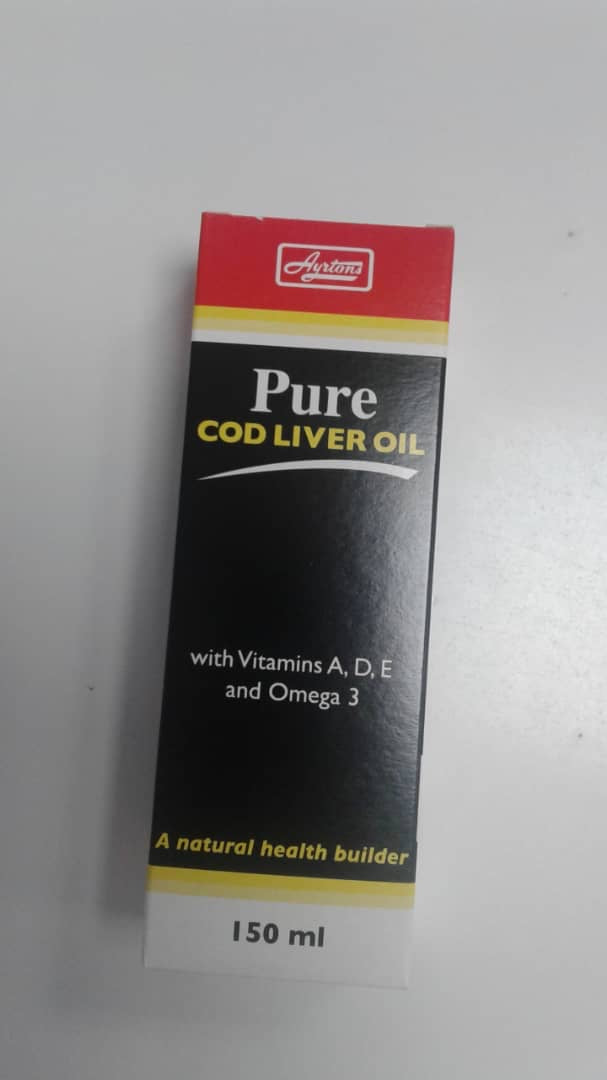 Ayrtons
Pure
COD LIVER OIL
with Vitamins A, D, E
and Omega 3
A natural health builder
150 ml